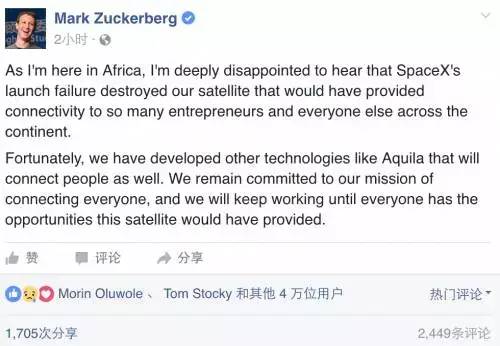 Mark Zuckerberg
2小时 ·
As I'm here in Africa, I'm deeply disappointed to hear that SpaceX's
launch failure destroyed our satellite that would have provided
connectivity to so many entrepreneurs and everyone else across the
continent.
Fortunately, we have developed other technologies like Aquila that will
connect people as well. We remain committed to our mission of
connecting everyone, and we will keep working until everyone has the
opportunities this satellite would have provided.
赞 评论 分享
Morin Oluwole 、 Tom Stocky 和其他 4 万位用户 热门评论
1,705次分享 2,449条评论